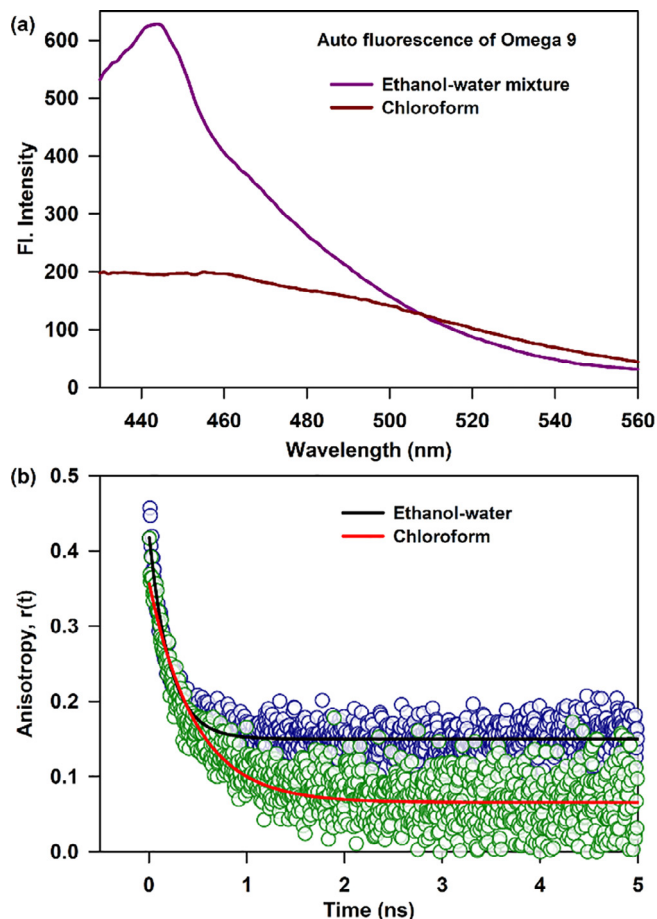 (a)
Auto fluorescence of Omega 9
Ethanol-water mixture
Chloroform
Fl. Intensity
600
500
400
300
200
100
0
440 460 480 500 520 540 560
Wavelength (nm)
(b)
Ethanol-water
Chloroform
Anisotropy, r(t)
0.5
0.4
0.3
0.2
0.1
0.0
0 1 2 3 4 5
Time (ns)